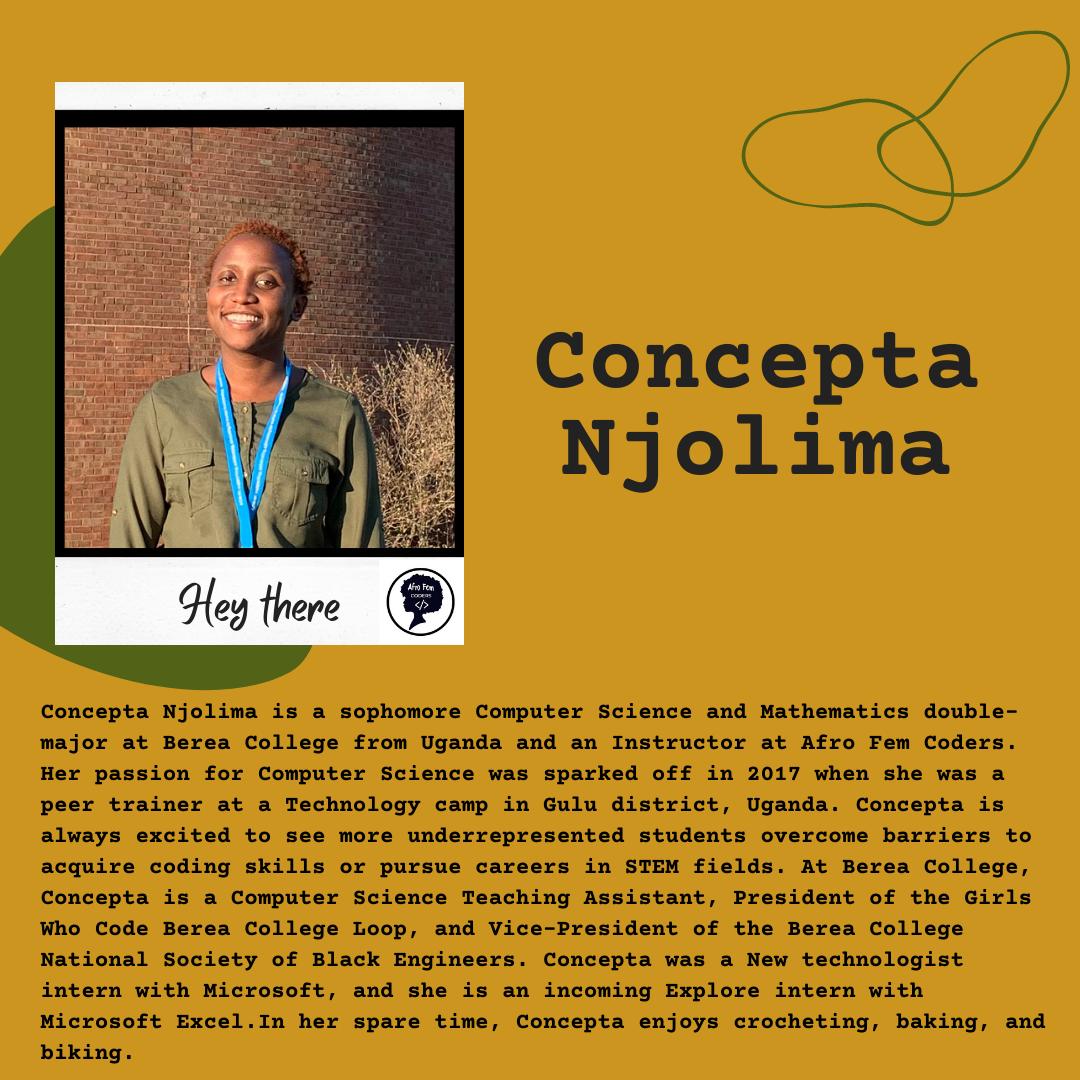 Concepta
Njolima
Hey there
Afro Fem
CODERS
</>
Concepta Njolima is a sophomore Computer Science and Mathematics double-
major at Berea College from Uganda and an Instructor at Afro Fem Coders.
Her passion for Computer Science was sparked off in 2017 when she was a
peer trainer at a Technology camp in Gulu district, Uganda. Concepta is
always excited to see more underrepresented students overcome barriers to
acquire coding skills or pursue careers in STEM fields. At Berea College,
Concepta is a Computer Science Teaching Assistant, President of the Girls
Who Code Berea College Loop, and Vice-President of the Berea College
National Society of Black Engineers. Concepta was a New technologist
intern with Microsoft, and she is an incoming Explore intern with
Microsoft Excel.In her spare time, Concepta enjoys crocheting, baking, and
biking.